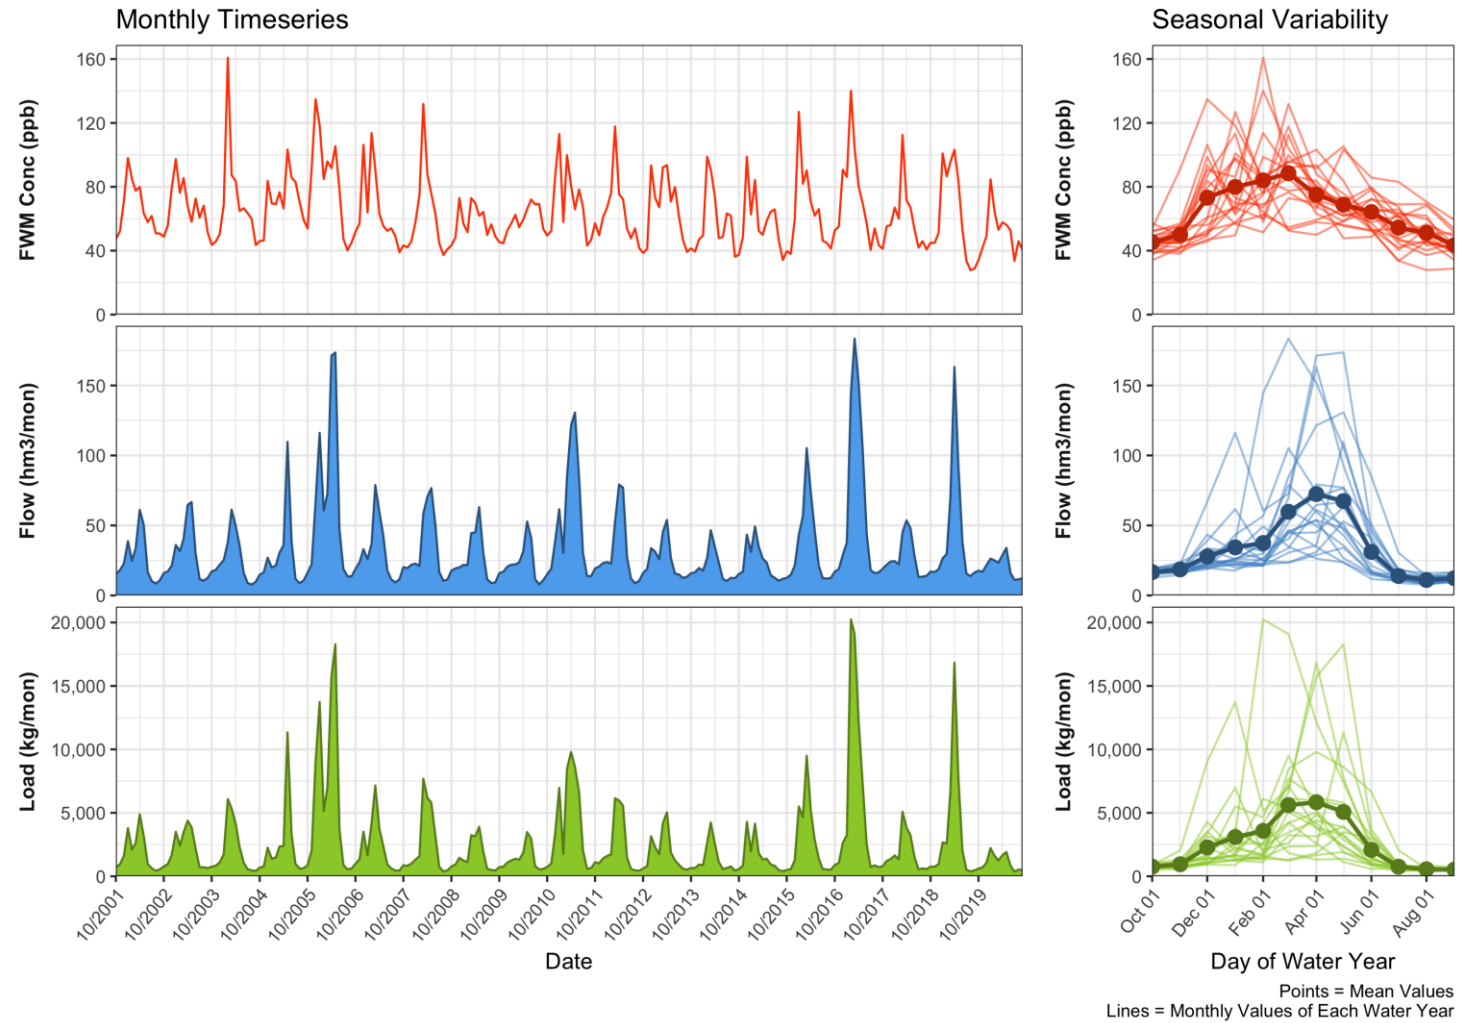 Monthly Timeseries
Seasonal Variability
FWM Conc (ppb)
160
120
80
40
0
FWM Conc (ppb)
160
120
80
40
0
Flow (hm3/mon)
150
100
50
0
Flow (hm3/mon)
150
100
50
0
Load (kg/mon)
20,000
15,000
10,000
5,000
0
Load (kg/mon)
20,000
15,000
10,000
5,000
0
10/2001
10/2002
10/2003
10/2004
10/2005
10/2006
10/2007
10/2008
10/2009
10/2010
10/2011
10/2012
10/2013
10/2014
10/2015
10/2016
10/2017
10/2018
10/2019
Oct 01
Dec 01
Feb 01
Apr 01
Jun 01
Aug 01
Date
Day of Water Year
Points = Mean Values
Lines = Monthly Values of Each Water Year